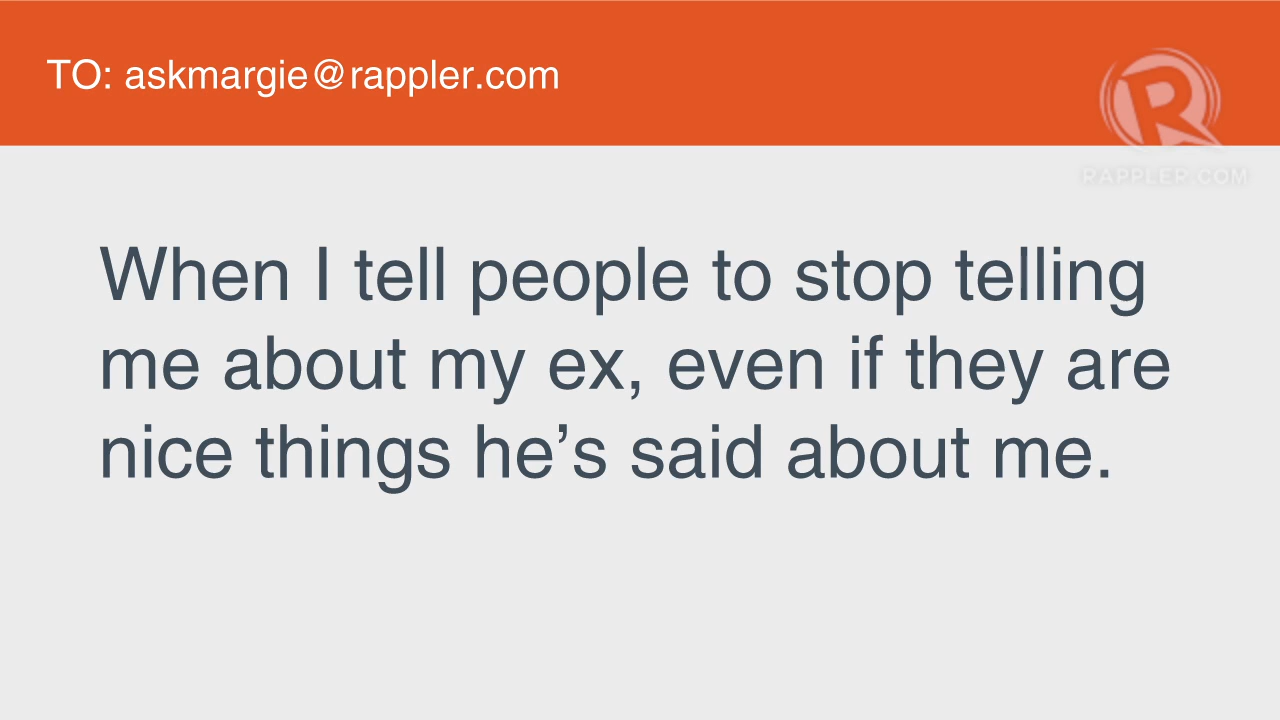 TO: askmargie@rappler.com
R
RAPPLER.COM
When I tell people to stop telling
me about my ex, even if they are
nice things he’s said about me.